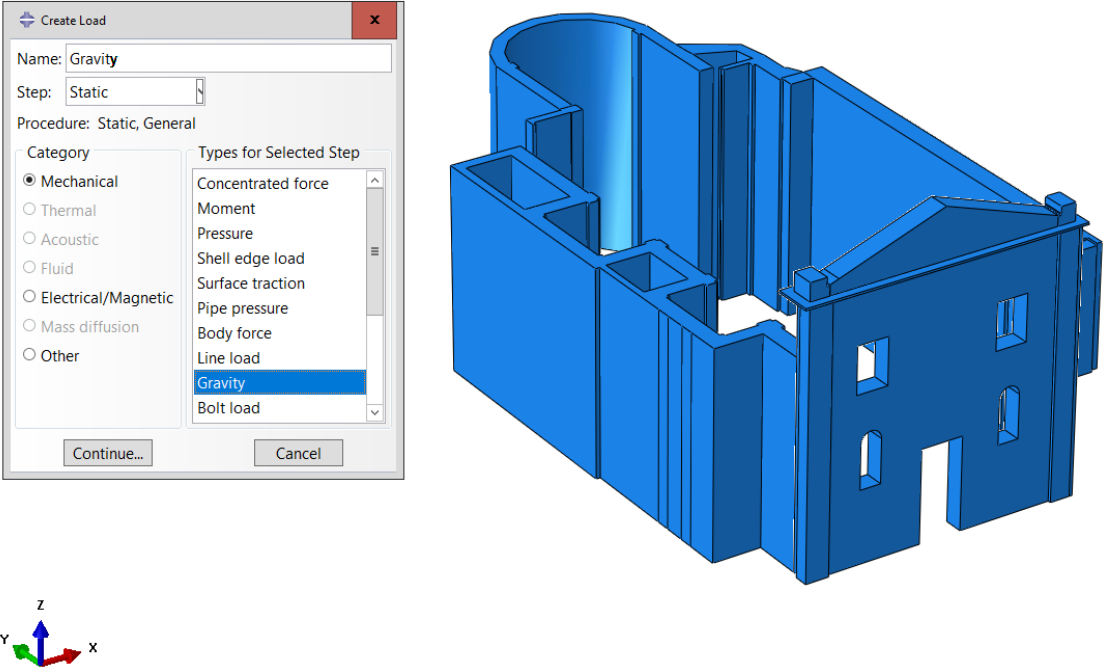 Create Load
x
Name: Gravity
Step: Static
Procedure: Static, General
Category
Mechanical
Thermal
Acoustic
Fluid
Electrical/Magnetic
Mass diffusion
Other
Types for Selected Step
Concentrated force
Moment
Pressure
Shell edge load
Surface traction
Pipe pressure
Body force
Line load
Gravity
Bolt load
Continue... Cancel
Z
Y
X